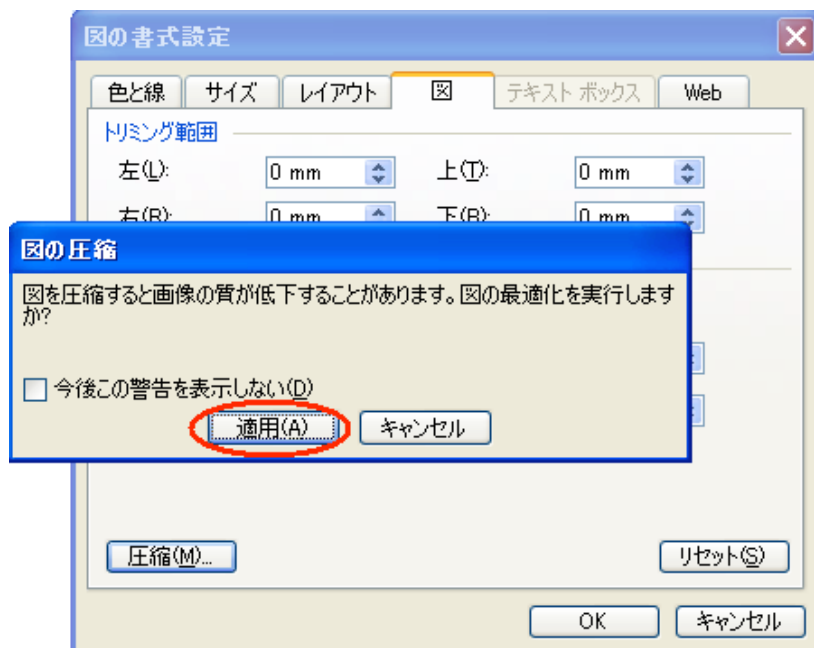 図の書式設定
色と線 サイズ レイアウト 図 テキスト ボックス Web
トリミング範囲
左(L): 0 mm 上(T): 0 mm
右(R): 0 mm 下(B): 0 mm
図の圧縮
図を圧縮すると画像の質が低下することがあります。図の最適化を実行します
か?
今後この警告を表示しない(D)
適用(A) キャンセル
圧縮(M)... リセット(S)
OK キャンセル